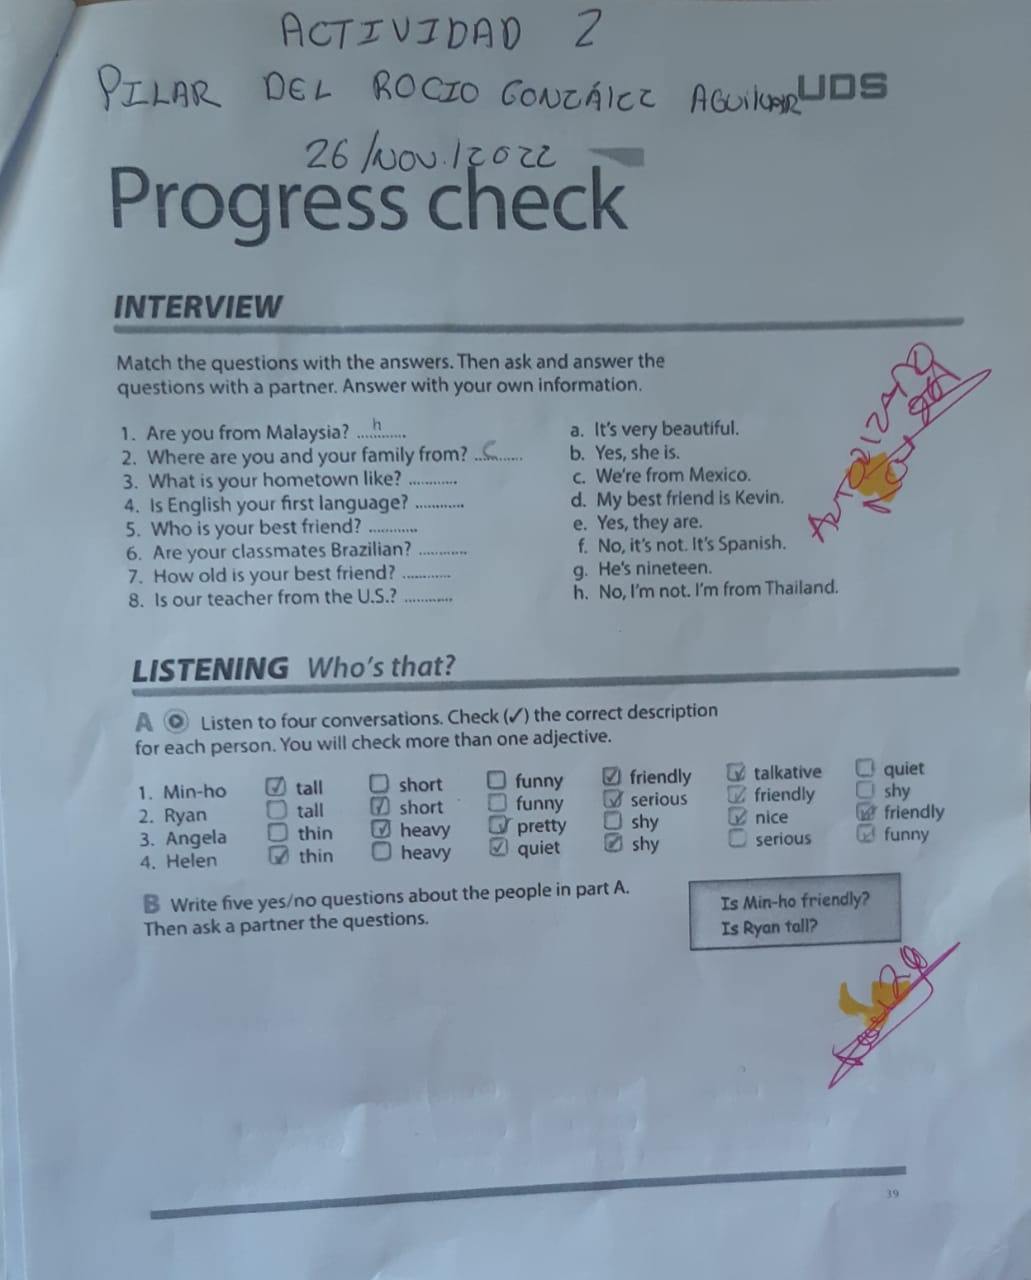 ACTIVIDAD 2
PILAR DEL ROCIO GONZÁLEZ AGUILAR UDS
26/NOV./2022
Progress check
INTERVIEW
Match the questions with the answers. Then ask and answer the
questions with a partner. Answer with your own information.
1. Are you from Malaysia? ....h........
2. Where are you and your family from? ...C.........
3. What is your hometown like? ............
4. Is English your first language? ............
5. Who is your best friend? ............
6. Are your classmates Brazilian? ............
7. How old is your best friend? ............
8. Is our teacher from the U.S.? ............
a. It's very beautiful.
b. Yes, she is.
c. We're from Mexico.
d. My best friend is Kevin.
e. Yes, they are.
f. No, it's not. It's Spanish.
g. He's nineteen.
h. No, I'm not. I'm from Thailand.
LISTENING Who's that?
A Listen to four conversations. Check (✓) the correct description
for each person. You will check more than one adjective.
1. Min-ho ☑ tall ☐ short ☐ funny ☑ friendly ☑ talkative ☐ quiet
2. Ryan ☐ tall ☑ short ☐ funny ☑ serious ☑ friendly ☐ shy
3. Angela ☐ thin ☑ heavy ☑ pretty ☐ shy ☑ nice ☑ friendly
4. Helen ☑ thin ☐ heavy ☑ quiet ☑ shy ☐ serious ☑ funny
B Write five yes/no questions about the people in part A.
Then ask a partner the questions.
Is Min-ho friendly?
Is Ryan tall?
39